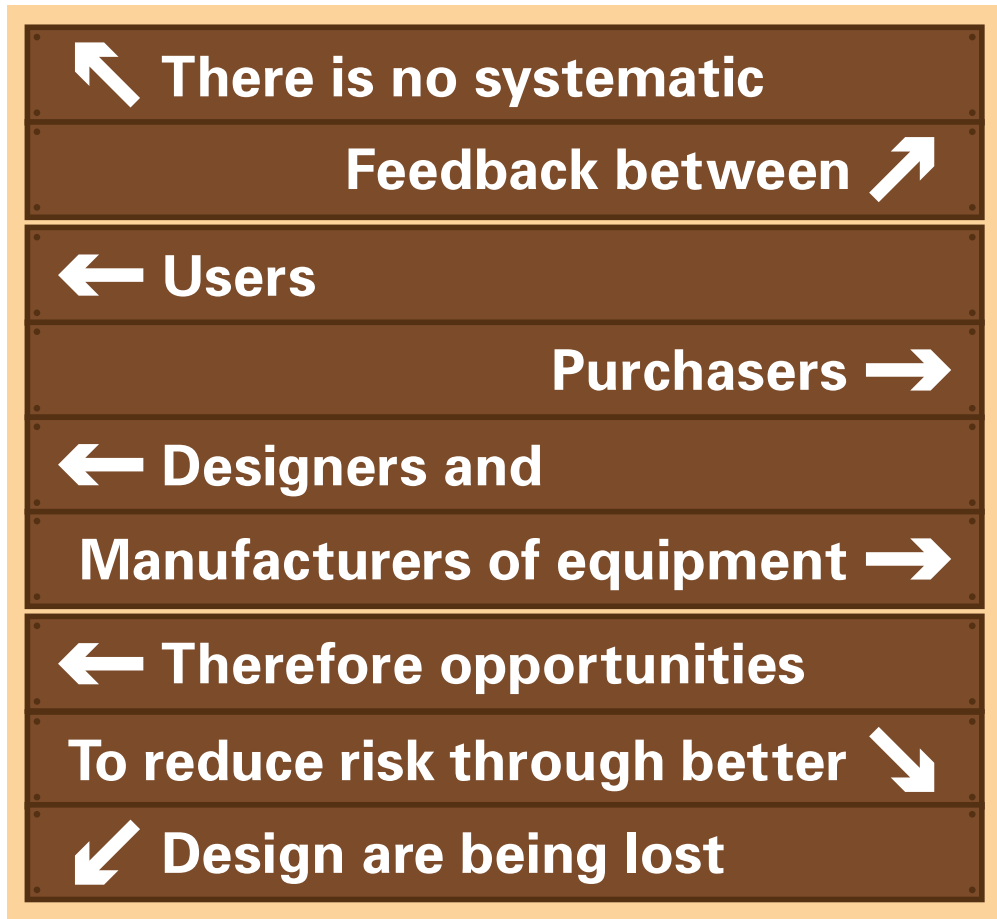 There is no systematic
Feedback between
Users
Purchasers
Designers and
Manufacturers of equipment
Therefore opportunities
To reduce risk through better
Design are being lost